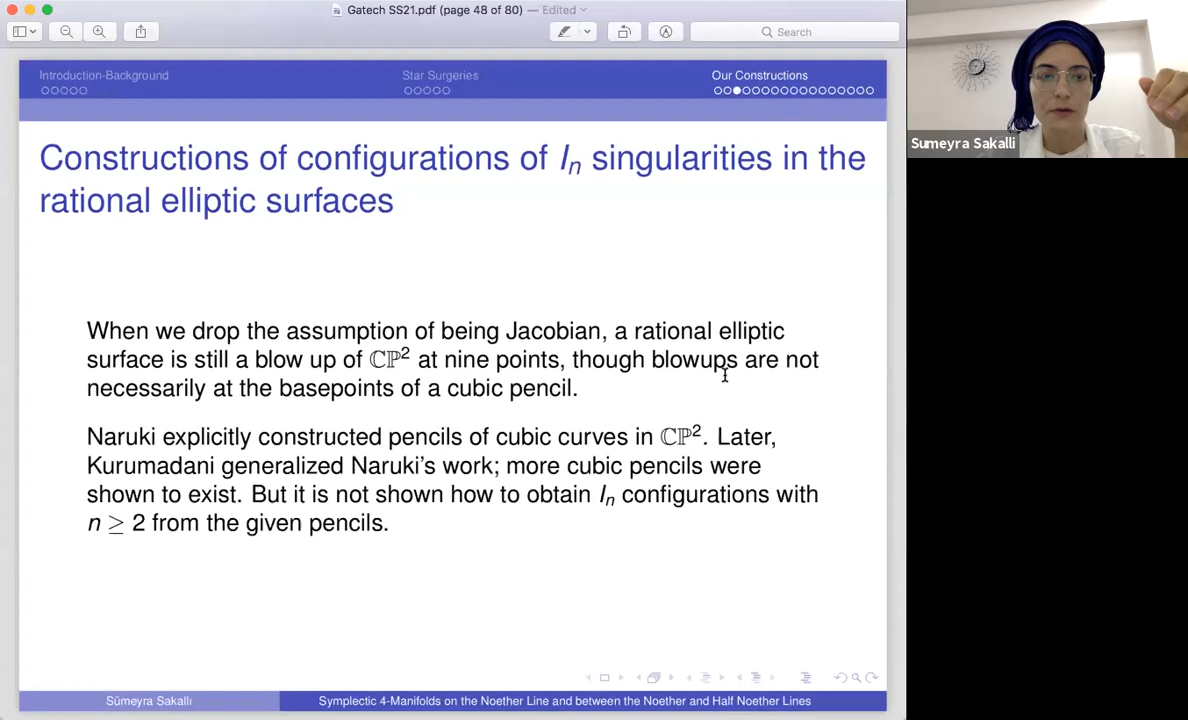 Gatech SS21.pdf (page 48 of 80) — Edited
Search
Introduction-Background
Star Surgeries
Our Constructions
Constructions of configurations of Iₙ singularities in the
rational elliptic surfaces
When we drop the assumption of being Jacobian, a rational elliptic
surface is still a blow up of ℂℙ² at nine points, though blowups are not
necessarily at the basepoints of a cubic pencil.
Naruki explicitly constructed pencils of cubic curves in ℂℙ². Later,
Kurumadani generalized Naruki's work; more cubic pencils were
shown to exist. But it is not shown how to obtain Iₙ configurations with
n ≥ 2 from the given pencils.
Sümeyra Sakallı
Symplectic 4-Manifolds on the Noether Line and between the Noether and Half Noether Lines
Sumeyra Sakalli